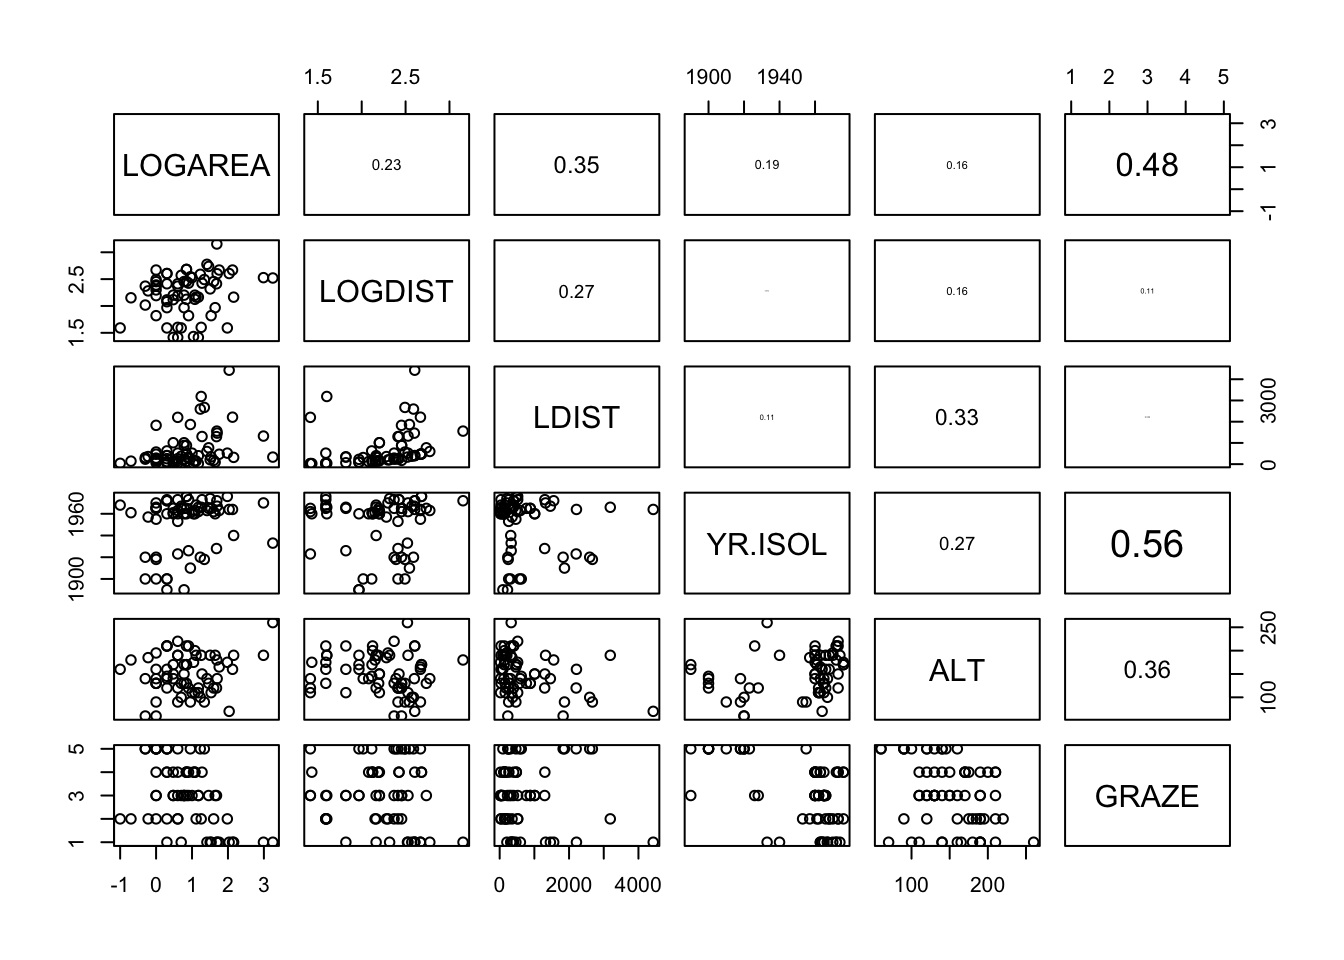 1.5 2.5 1900 1940 1 2 3 4 5
LOGAREA 0.23 0.35 0.19 0.16 0.48 -1 1 3
1.5 2.5 LOGDIST 0.27 0.16 0.11
LDIST 0.11 0.33 0 3000
1900 1960 YR.ISOL 0.27 0.56
ALT 0.36 100 250
1 3 5 GRAZE
-1 0 1 2 3 0 2000 4000 100 200